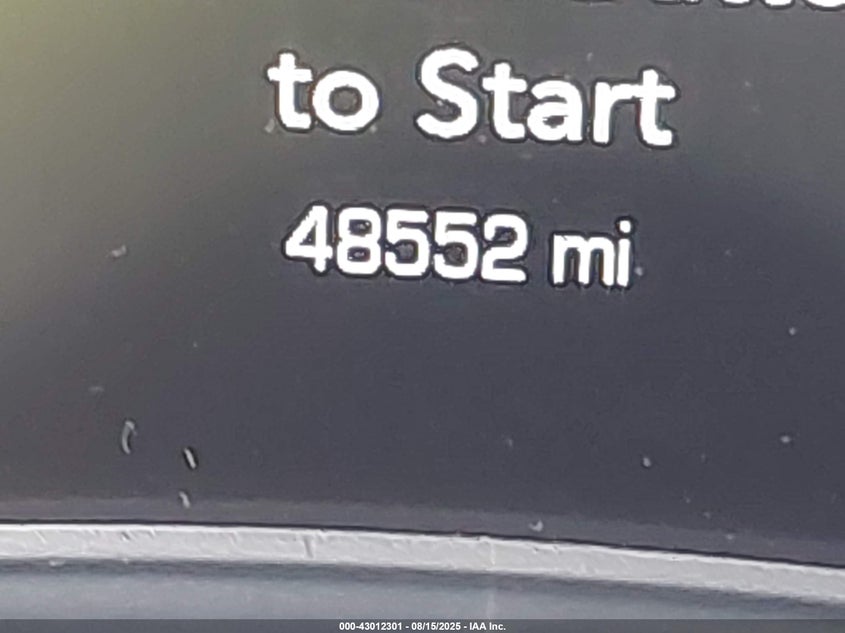 to Start
48552 mi
000-43012301 - 08/15/2025 - IAA Inc.